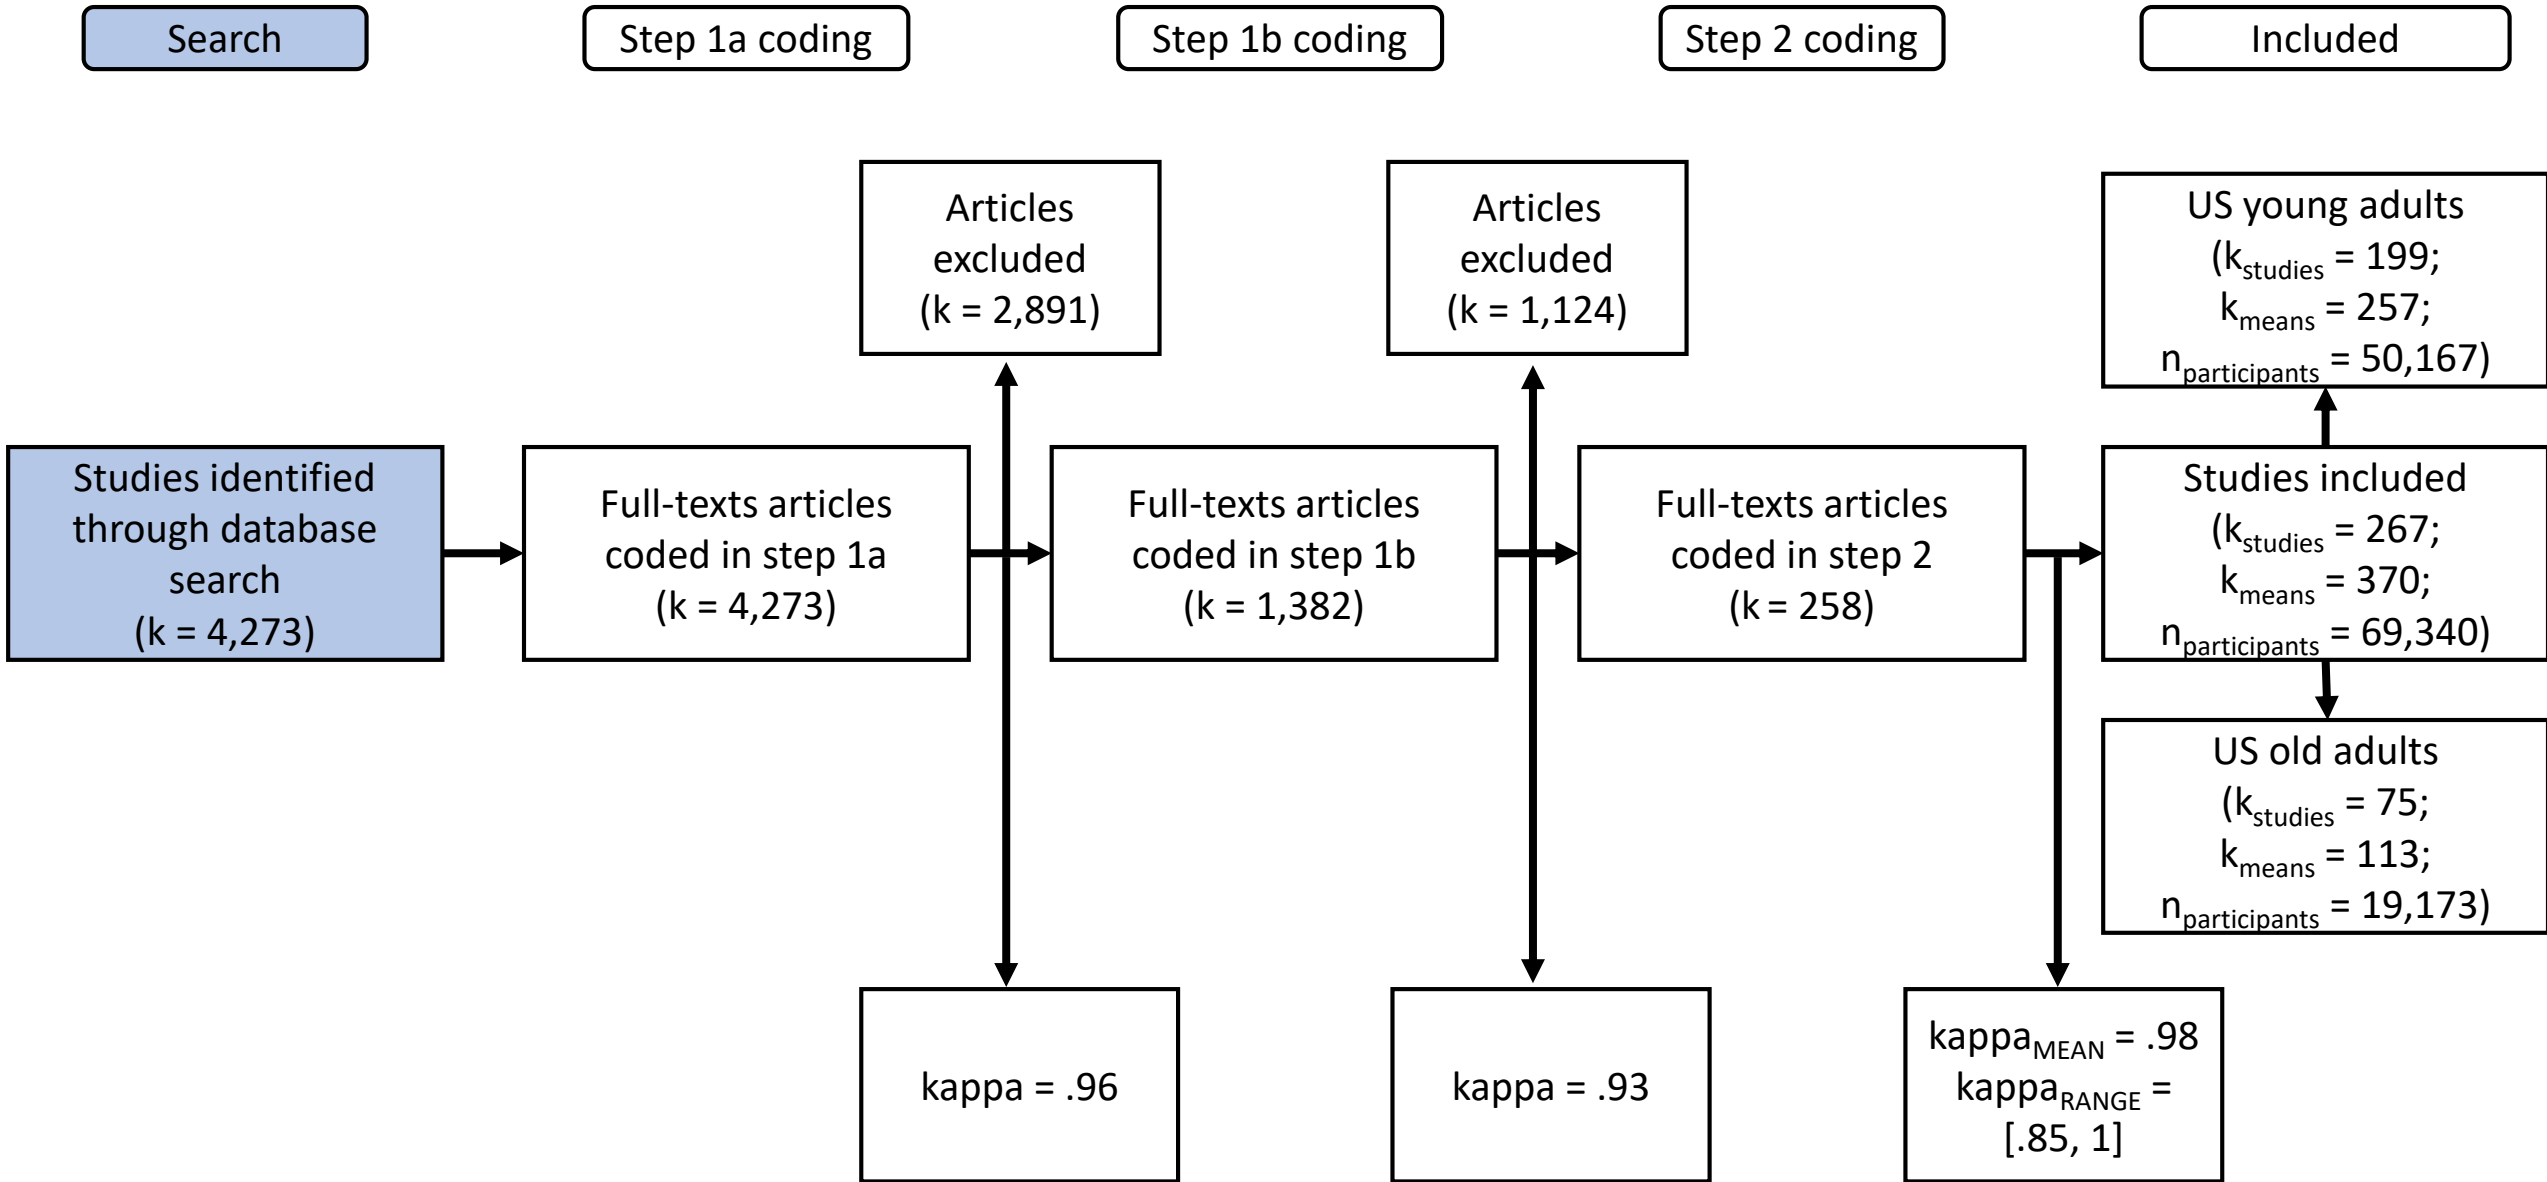 Search
Step 1a coding
Step 1b coding
Step 2 coding
Included
Studies identified
through database
search
(k = 4,273)
Full-texts articles
coded in step 1a
(k = 4,273)
Articles
excluded
(k = 2,891)
kappa = .96
Full-texts articles
coded in step 1b
(k = 1,382)
Articles
excluded
(k = 1,124)
kappa = .93
Full-texts articles
coded in step 2
(k = 258)
kappaMEAN = .98
kappaRANGE =
[.85, 1]
US young adults
(kstudies = 199;
kmeans = 257;
nparticipants = 50,167)
Studies included
(kstudies = 267;
kmeans = 370;
nparticipants = 69,340)
US old adults
(kstudies = 75;
kmeans = 113;
nparticipants = 19,173)